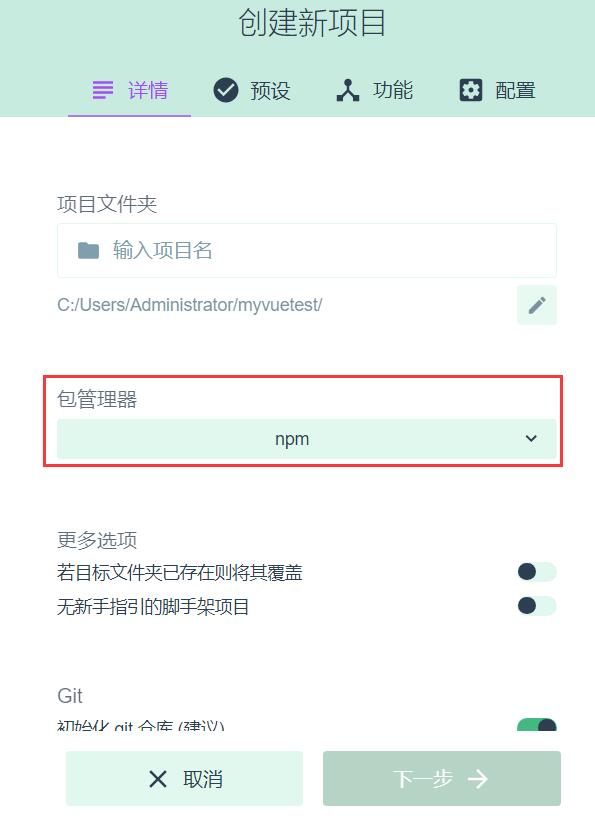 创建新项目
详情 预设 功能 配置
项目文件夹
输入项目名
C:/Users/Administrator/myvuetest/
包管理器
npm
更多选项
若目标文件夹已存在则将其覆盖
无新手指引的脚手架项目
Git
初始化 git 仓库 (建议)
取消 下一步